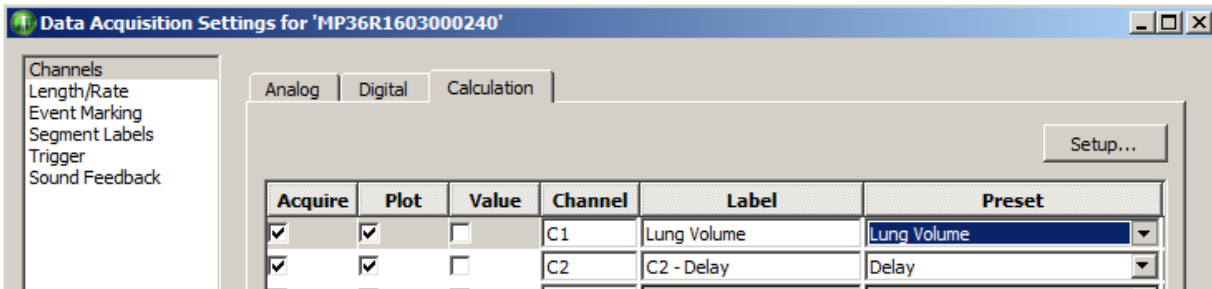 Data Acquisition Settings for 'MP36R1603000240'
Channels
Length/Rate
Event Marking
Segment Labels
Trigger
Sound Feedback
Analog Digital Calculation
Setup...
Acquire Plot Value Channel Label Preset
C1 Lung Volume Lung Volume
C2 C2 - Delay Delay